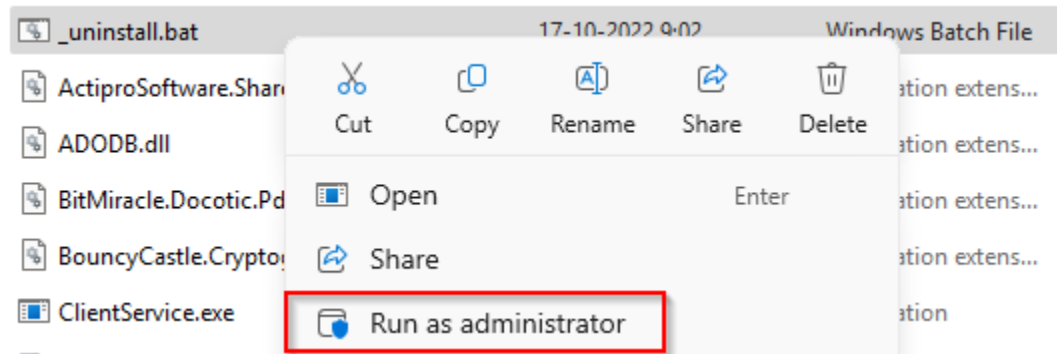 _uninstall.bat 17-10-2022 9:02 Windows Batch File
Cut Copy Rename Share Delete
ActiproSoftware.Shar ation extens...
ADODB.dll ation extens...
BitMiracle.Docotic.Pd ation extens...
Open Enter
BouncyCastle.Crypto ation extens...
Share
ClientService.exe ation
Run as administrator